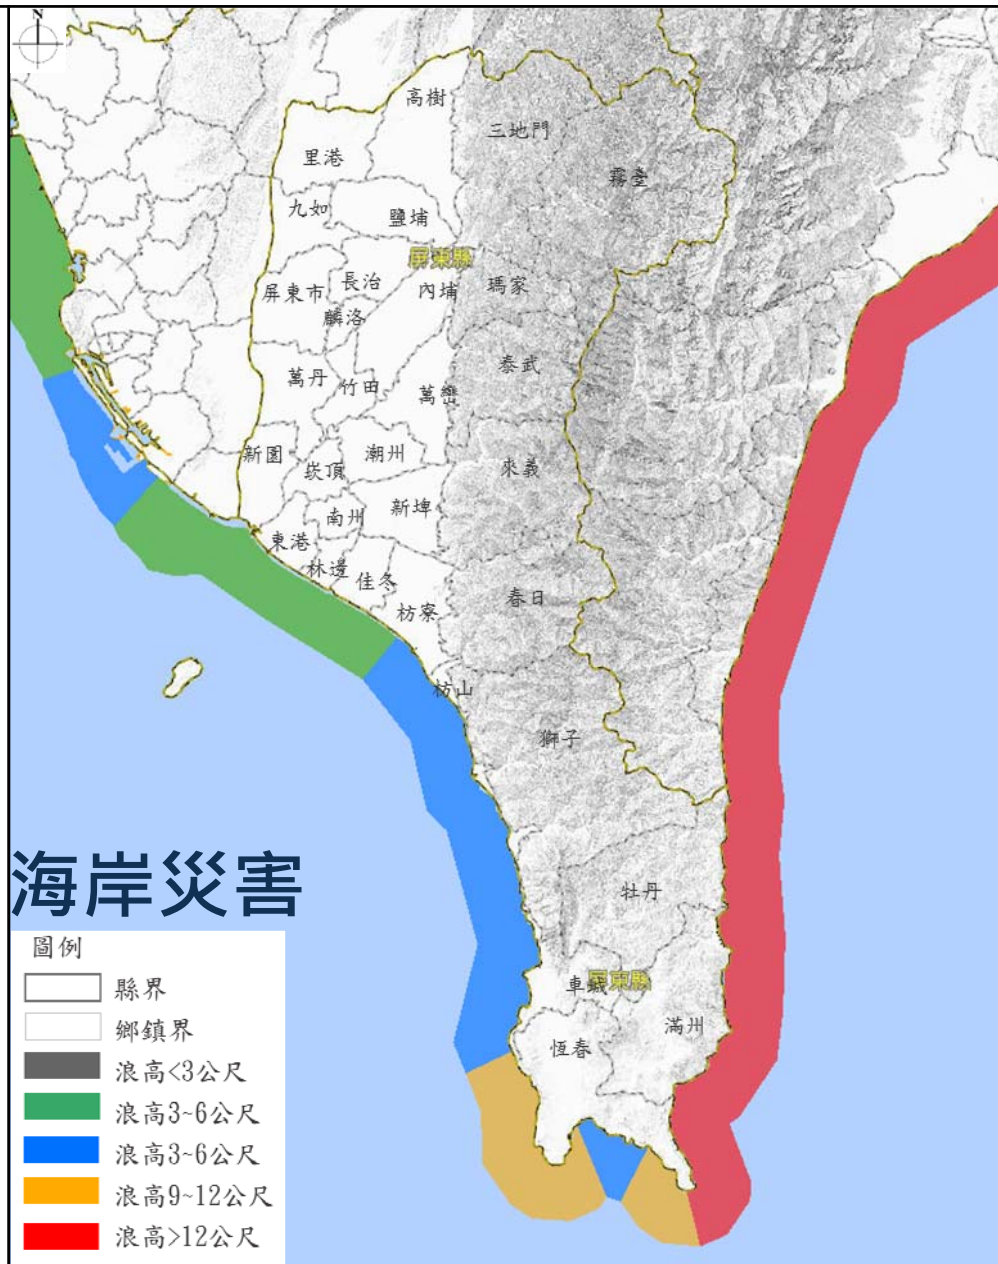 N
高樹
三地門
里港
霧臺
九如
鹽埔
屏東縣
長治
屏東市
內埔
瑪家
麟洛
泰武
萬丹
竹田
萬巒
新園
潮州
崁頂
來義
新埤
南州
東港
林邊
佳冬
春日
枋寮
枋山
獅子
牡丹
車城
屏東縣
滿州
恆春
海岸災害
圖例
縣界
鄉鎮界
浪高<3公尺
浪高3~6公尺
浪高3~6公尺
浪高9~12公尺
浪高>12公尺